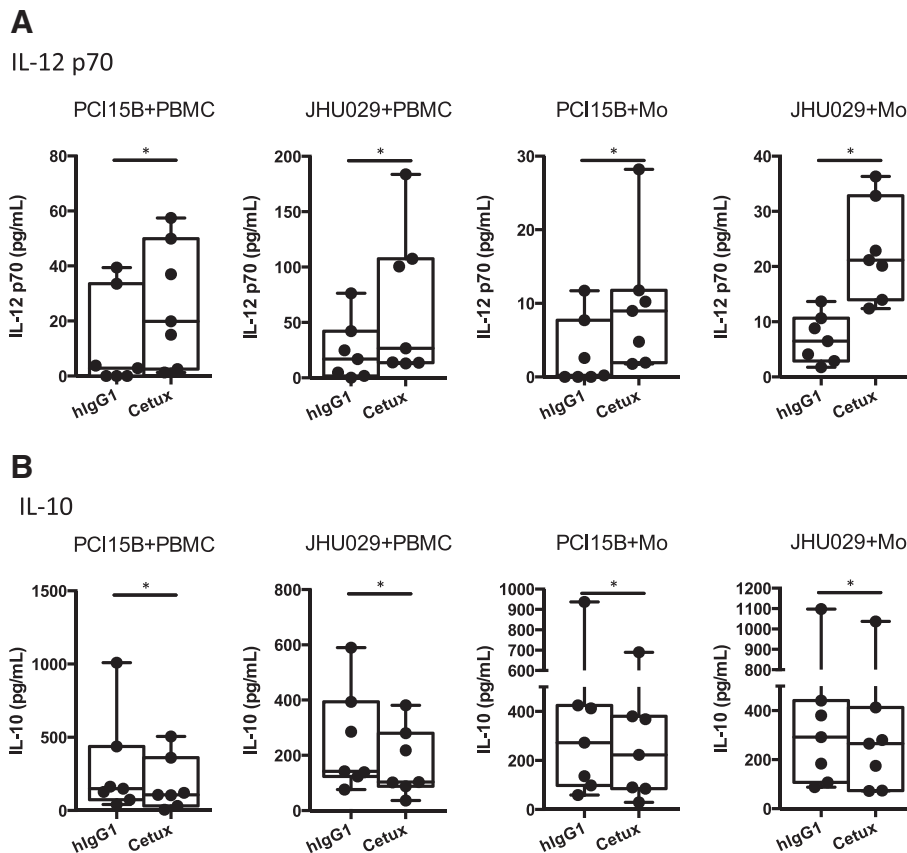 A
IL-12 p70
PCI15B+PBMC JHU029+PBMC PCI15B+Mo JHU029+Mo
IL-12 p70 (pg/mL)
80
60
40
20
0
*
hIgG1 Cetux
IL-12 p70 (pg/mL)
200
150
100
50
0
*
hIgG1 Cetux
IL-12 p70 (pg/mL)
30
20
10
0
*
hIgG1 Cetux
IL-12 p70 (pg/mL)
40
30
20
10
0
*
hIgG1 Cetux
B
IL-10
PCI15B+PBMC JHU029+PBMC PCI15B+Mo JHU029+Mo
IL-10 (pg/mL)
1500
1000
500
0
*
hIgG1 Cetux
IL-10 (pg/mL)
800
600
400
200
0
*
hIgG1 Cetux
IL-10 (pg/mL)
1000
900
800
700
600
400
200
0
*
hIgG1 Cetux
IL-10 (pg/mL)
1200
1100
1000
900
800
400
200
0
*
hIgG1 Cetux